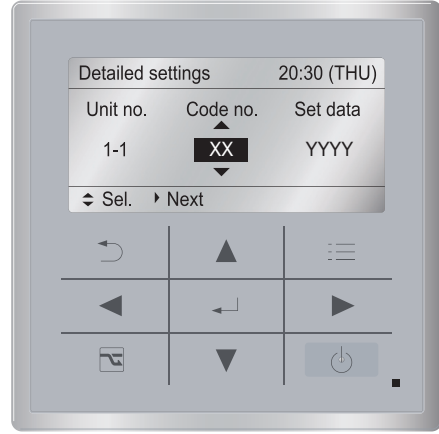 Detailed settings 20:30 (THU)
Unit no. Code no. Set data
1-1 XX YYYY
Sel. Next